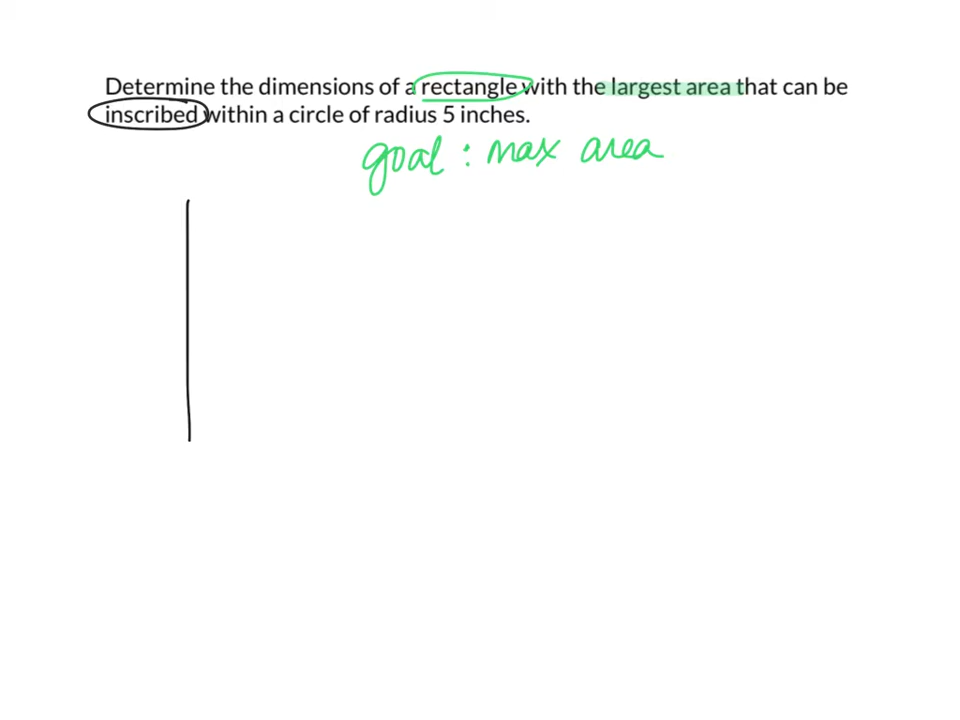 Determine the dimensions of a rectangle with the largest area that can be
inscribed within a circle of radius 5 inches.
goal : max area